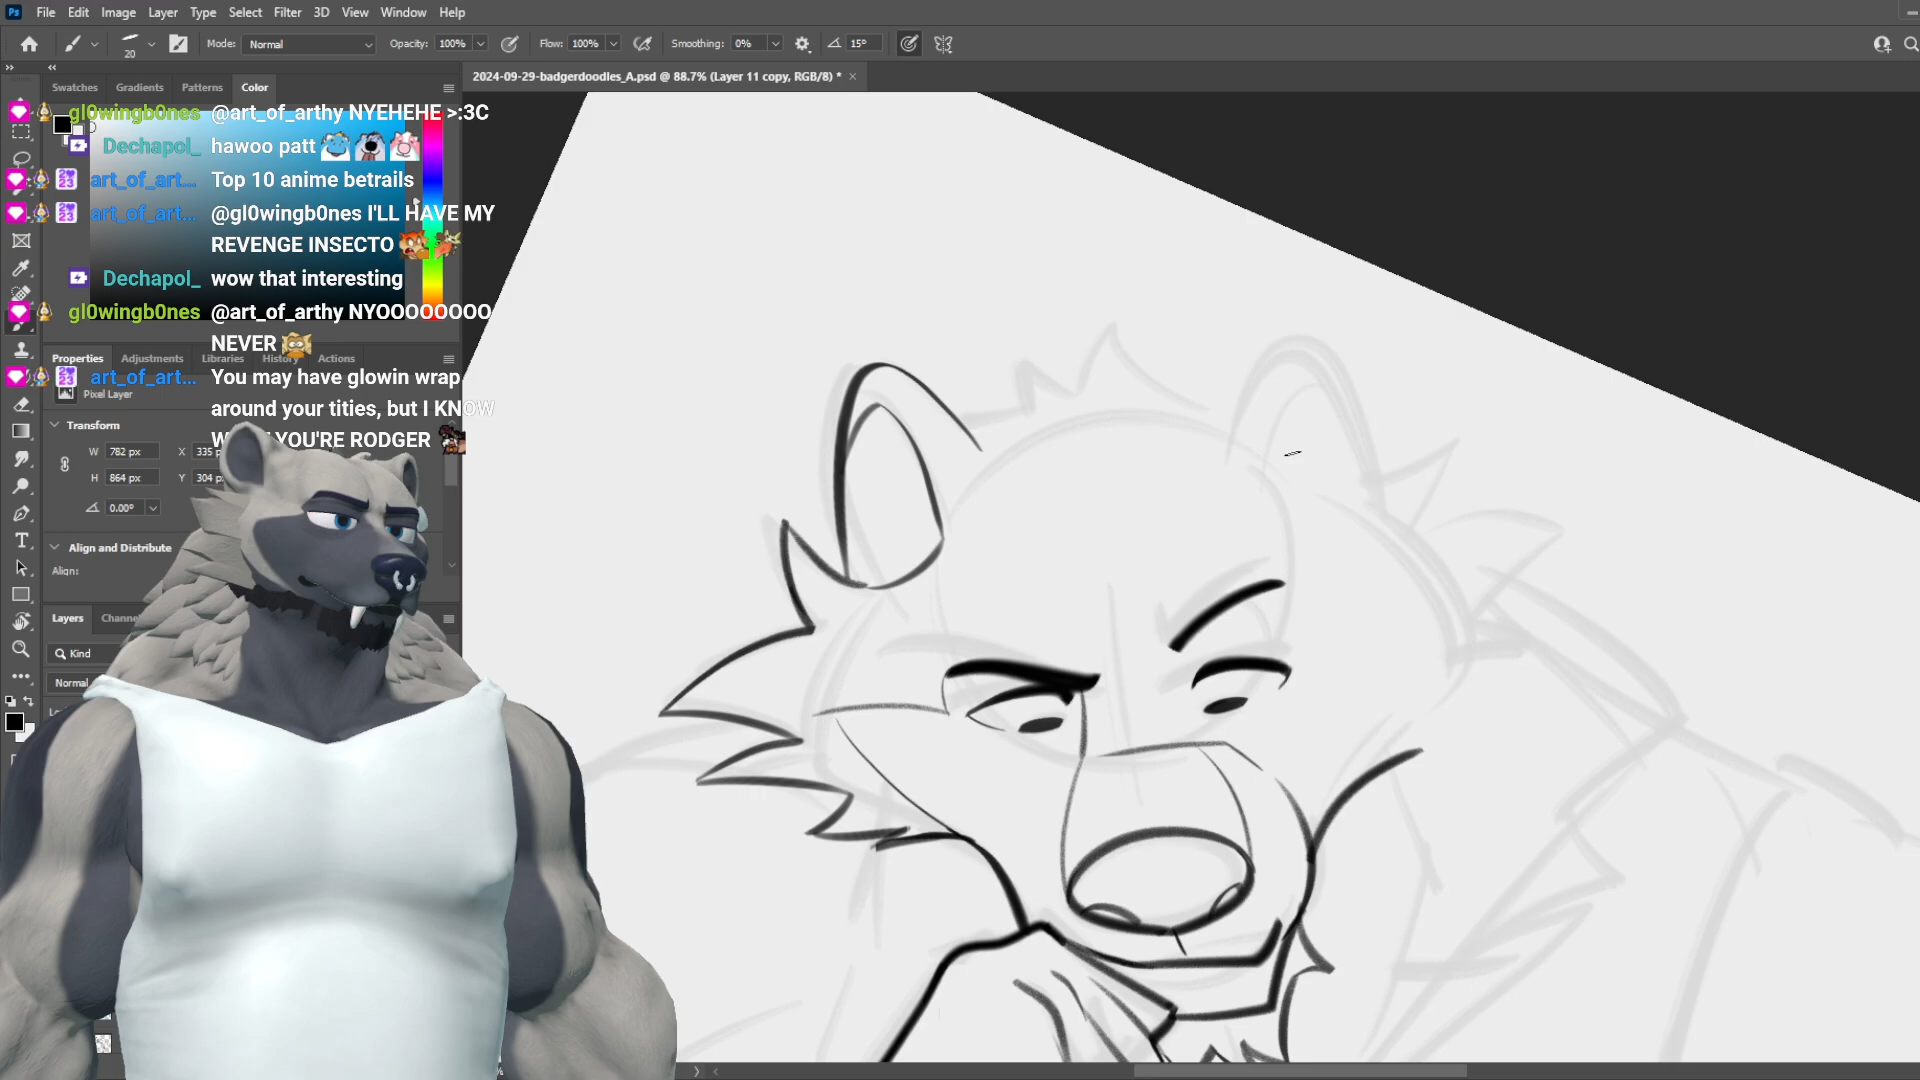 Ps File Edit Image Layer Type Select Filter 3D View Window Help
20 Mode: Normal Opacity: 100% Flow: 100% Smoothing: 0% 15°
2024-09-29-badgerdoodles_A.psd @ 88.7% (Layer 11 copy, RGB/8) *
Swatches Gradients Patterns Color
gl0wingb0nes @art_of_arthy NYEHEHE >:3C
Dechapol_ hawoo patt
art_of_art... Top 10 anime betrails
art_of_art... @gl0wingb0nes I'LL HAVE MY
REVENGE INSECTO
Dechapol_ wow that interesting
gl0wingb0nes @art_of_arthy NYOOOOOOOO
NEVER
Properties Adjustments Libraries History Actions
art_of_art... You may have glowin wrap
Pixel Layer
around your tities, but I KNOW
YOU'RE RODGER
Transform
W 782 px X 335 p
H 864 px Y 304 p
0.00°
Align and Distribute
Align:
Layers
Kind
Normal